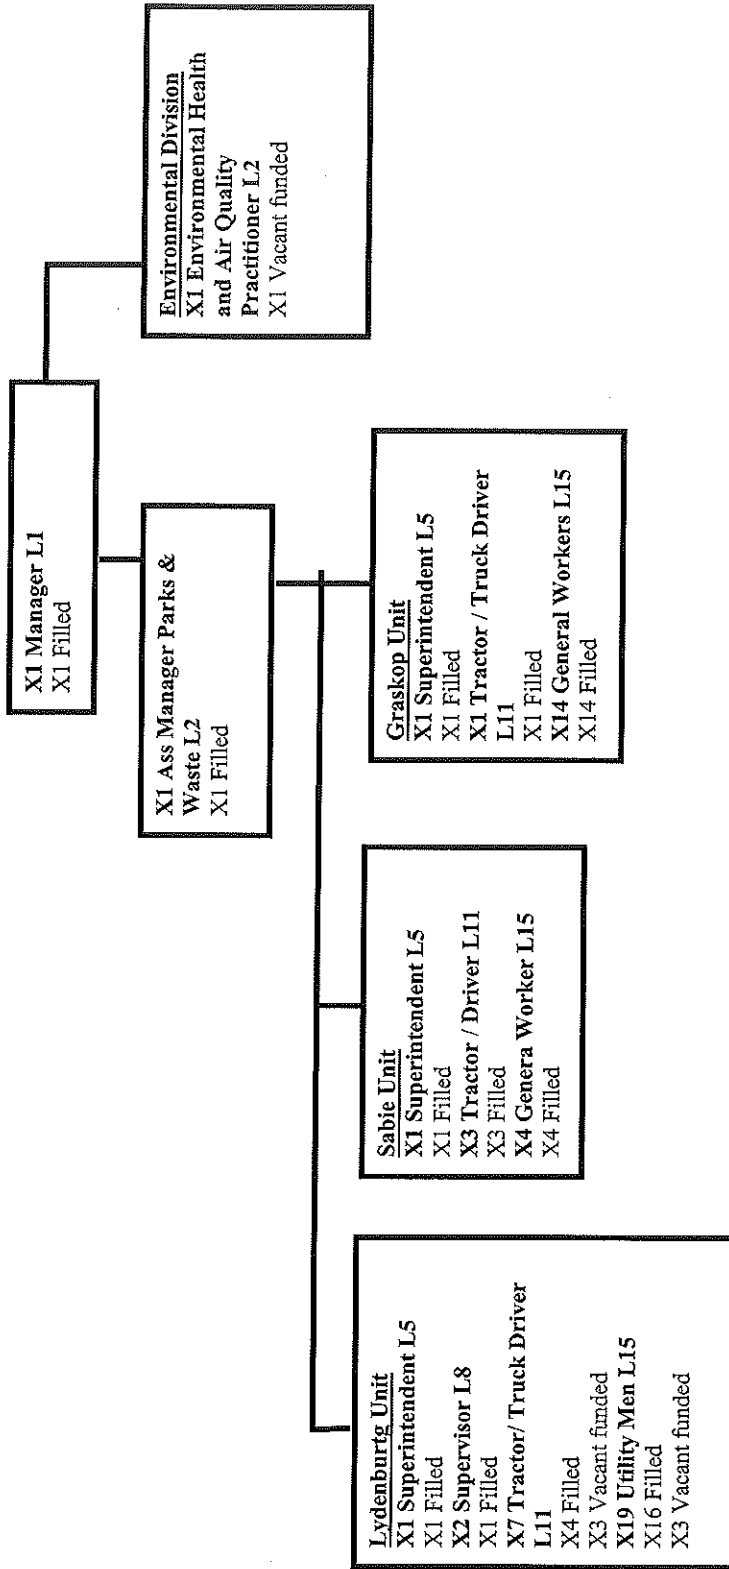 X1 Manager L1
X1 Filled
Environmental Division
X1 Environmental Health
and Air Quality
Practitioner L2
X1 Vacant funded
X1 Ass Manager Parks &
Waste L2
X1 Filled
Lydenburtg Unit
X1 Superintendent L5
X1 Filled
X2 Supervisor L8
X1 Filled
X7 Tractor/ Truck Driver
L11
X4 Filled
X3 Vacant funded
X19 Utility Men L15
X16 Filled
X3 Vacant funded
Sabie Unit
X1 Superintendent L5
X1 Filled
X3 Tractor / Driver L11
X3 Filled
X4 Genera Worker L15
X4 Filled
Graskop Unit
X1 Superintendent L5
X1 Filled
X1 Tractor / Truck Driver
L11
X1 Filled
X14 General Workers L15
X14 Filled